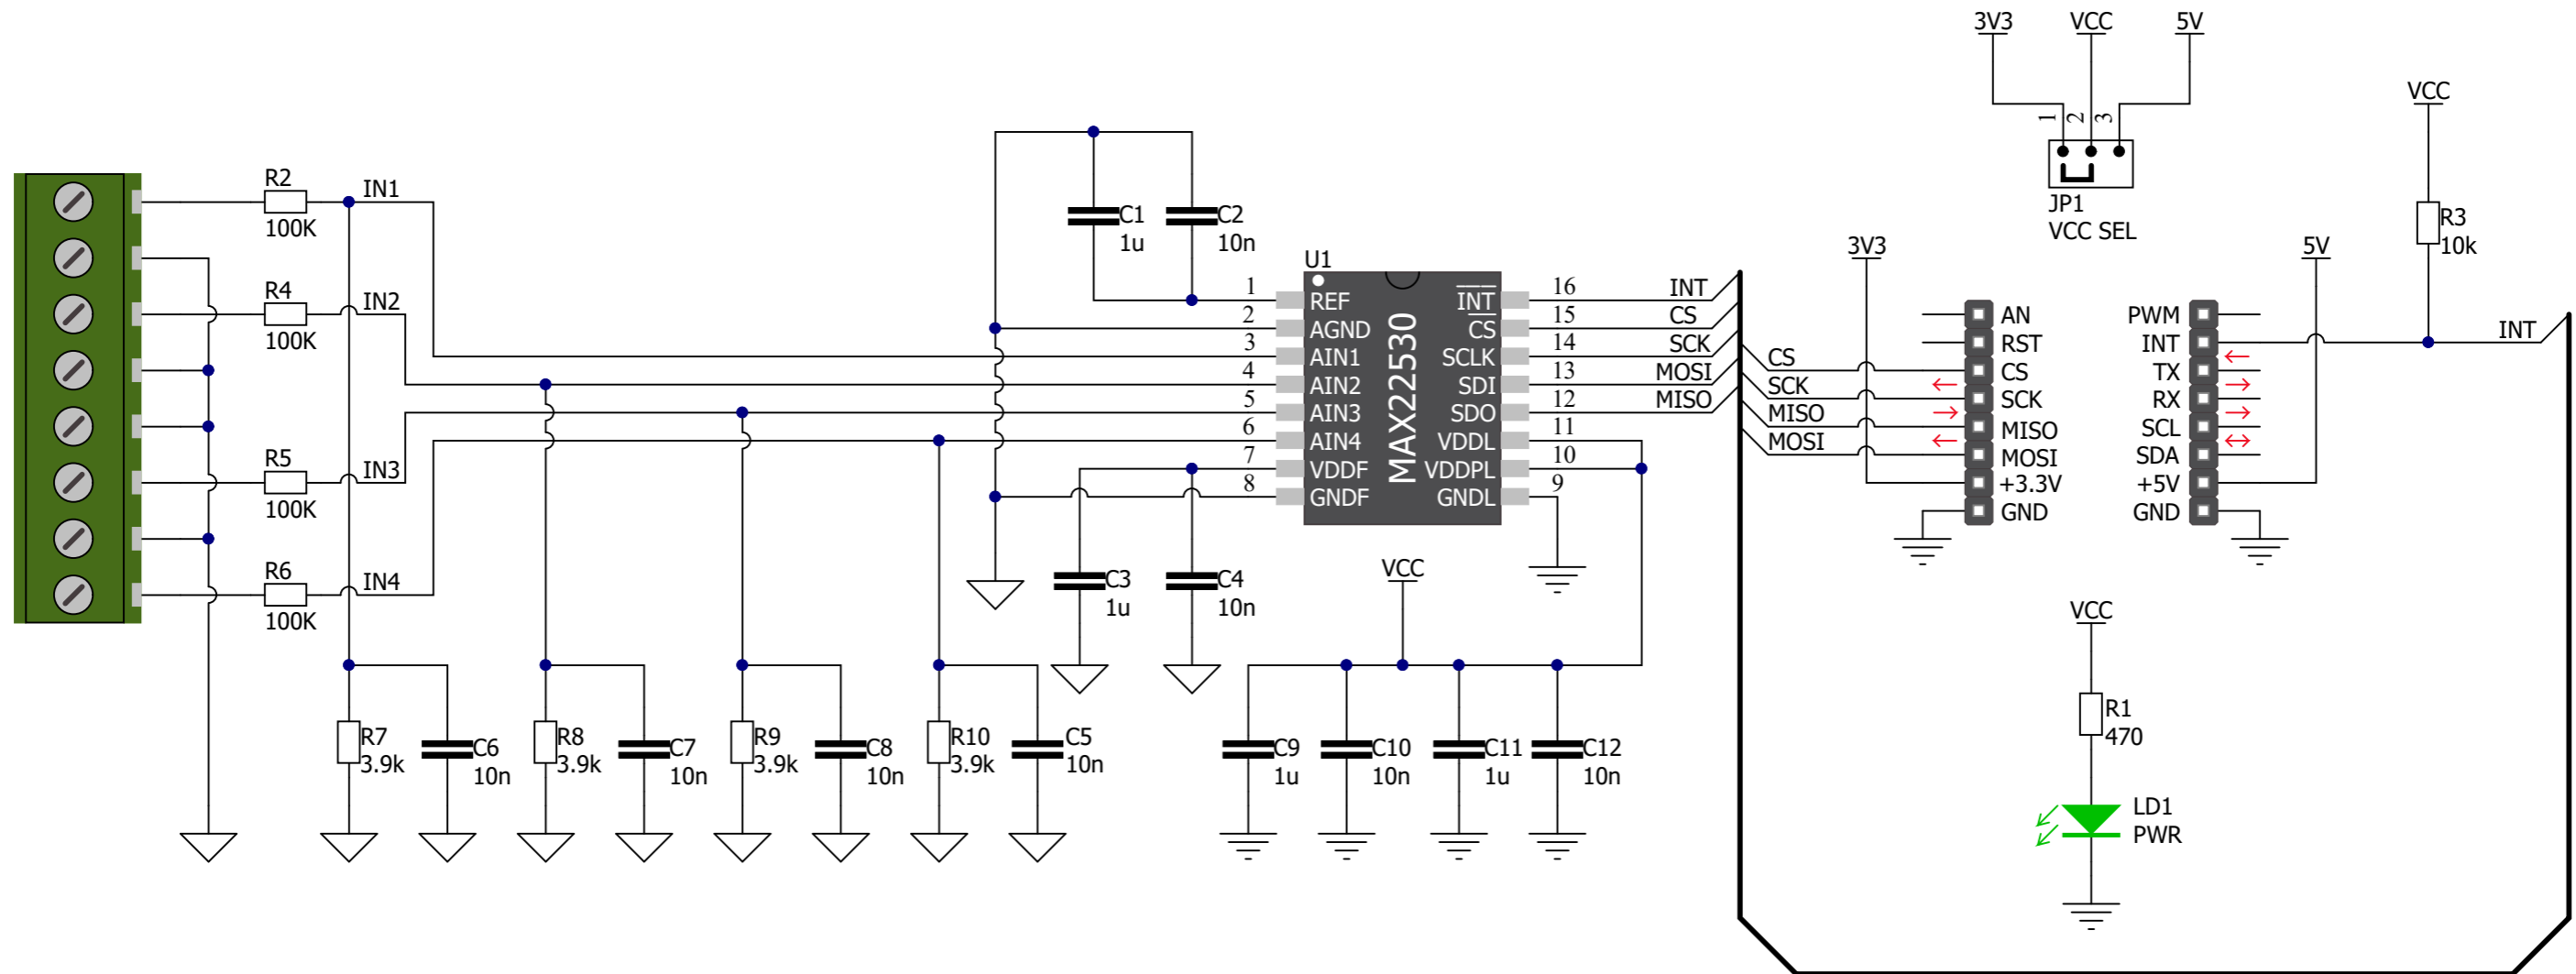 3V3 VCC 5V
1 2 3
JP1
VCC SEL
VCC
R3
10k
R2
100K
IN1
R4
100K
IN2
R5
100K
IN3
R6
100K
IN4
C1
1u
C2
10n
U1
MAX22530
1 REF
2 AGND
3 AIN1
4 AIN2
5 AIN3
6 AIN4
7 VDDF
8 GNDF
INT 16 INT
CS 15 CS
SCLK 14 SCK
SDI 13 MOSI
SDO 12 MISO
VDDL 11
VDDPL 10
GNDL 9
CS
SCK
MISO
MOSI
3V3
5V
AN
RST
CS
SCK
MISO
MOSI
+3.3V
GND
PWM
INT
TX
RX
SCL
SDA
+5V
GND
INT
C3
1u
C4
10n
VCC
R7
3.9k
C6
10n
R8
3.9k
C7
10n
R9
3.9k
C8
10n
R10
3.9k
C5
10n
C9
1u
C10
10n
C11
1u
C12
10n
VCC
R1
470
LD1
PWR